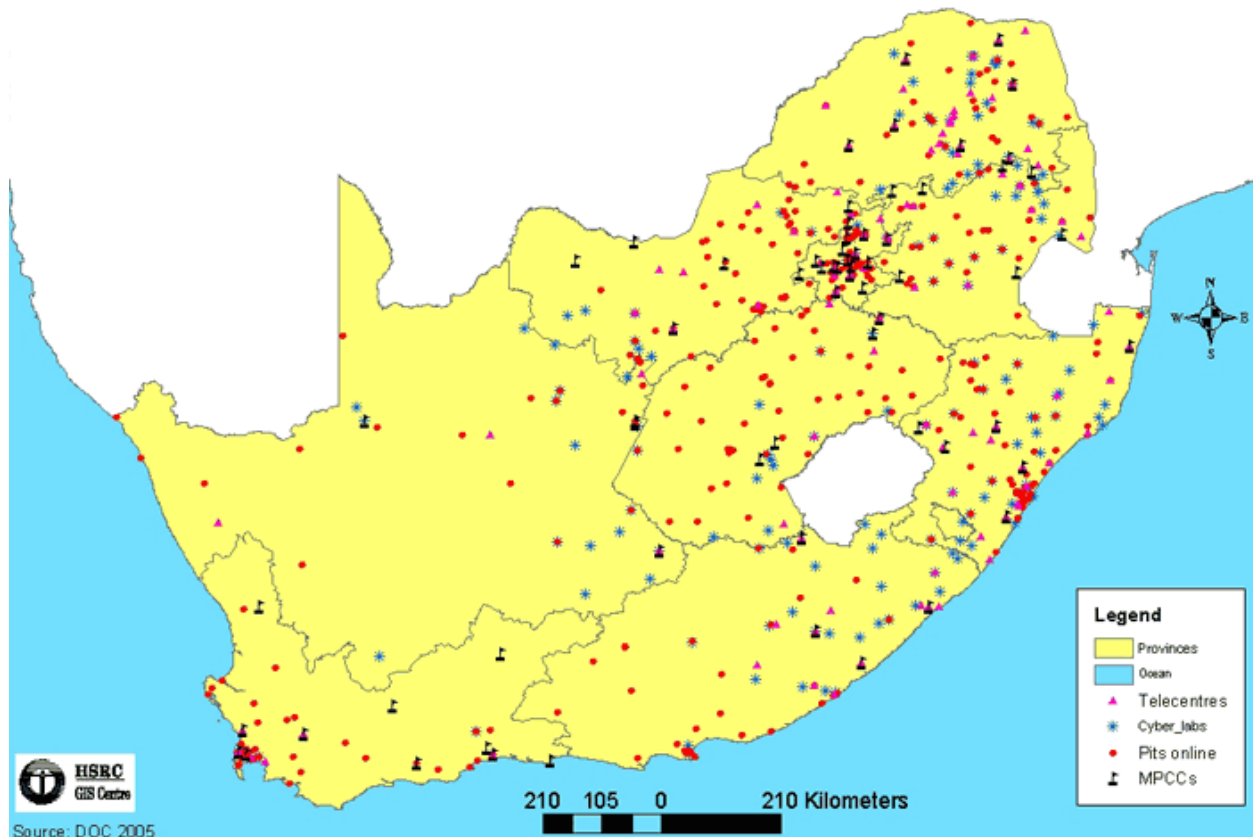 N
W E
S
Legend
Provinces
Ocean
Telecentres
Cyber_labs
Pits online
MPCCs
HSRC
GIS Centre
210 105 0 210 Kilometers
Source: DOC 2005